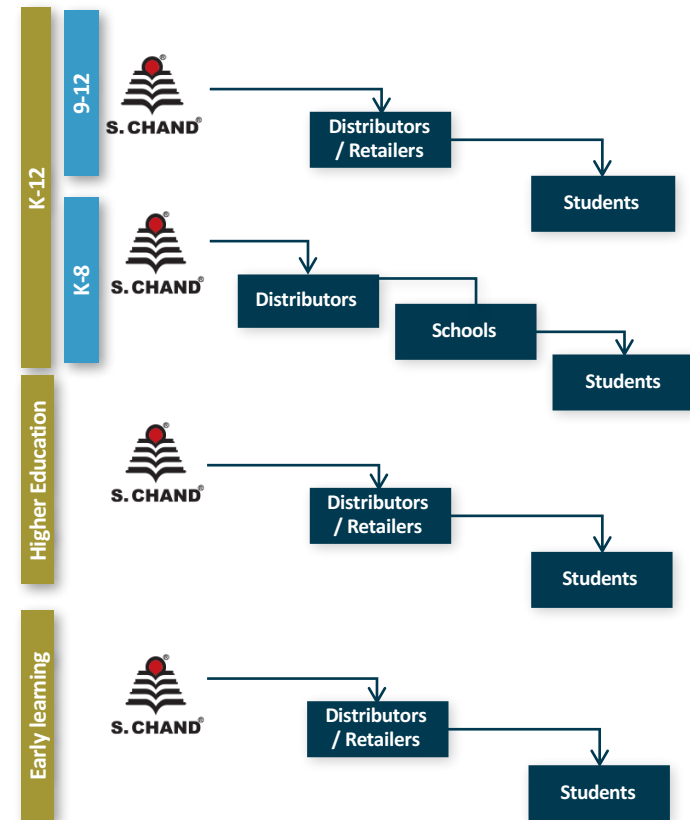 K-12
9-12
S. CHAND®
Distributors
/ Retailers
Students
K-8
S. CHAND®
Distributors
Schools
Students
Higher Education
S. CHAND®
Distributors
/ Retailers
Students
Early learning
S. CHAND®
Distributors
/ Retailers
Students